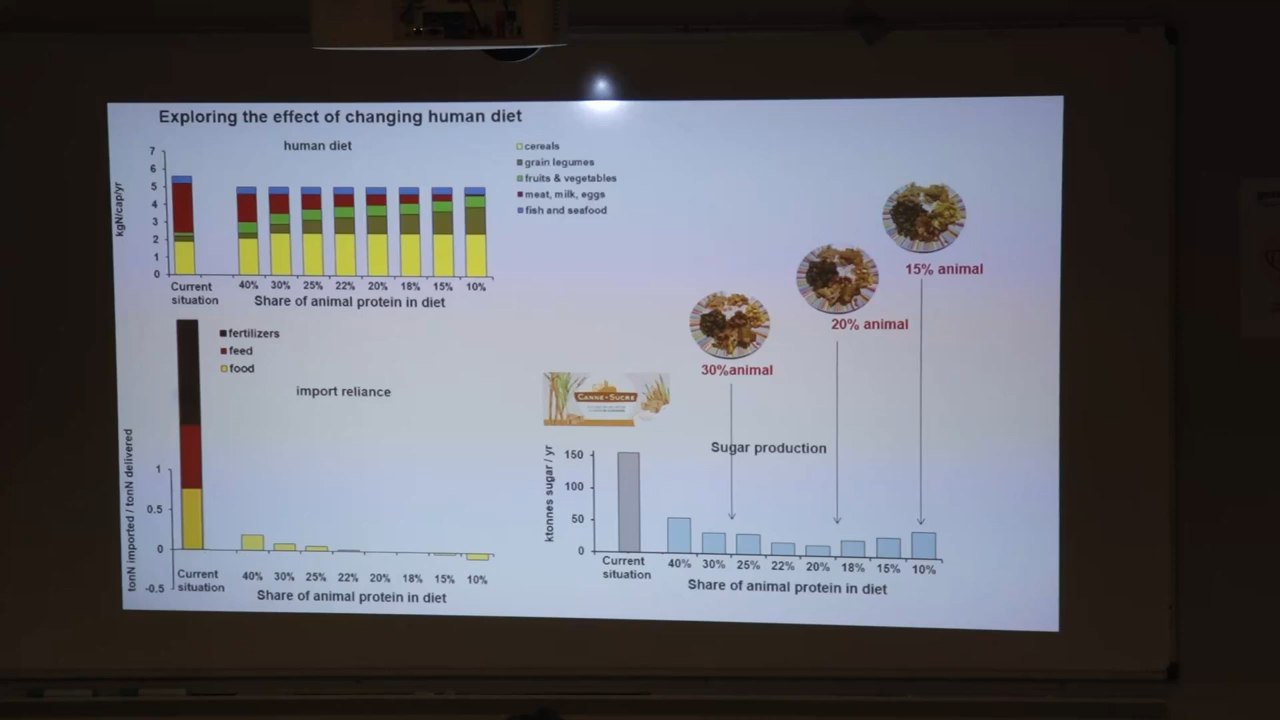 Exploring the effect of changing human diet
human diet
kgN/cap/yr
7
6
5
4
3
2
1
0
Current situation
40%
30%
25%
22%
20%
18%
15%
10%
Share of animal protein in diet
cereals
grain legumes
fruits & vegetables
meat, milk, eggs
fish and seafood
fertilizers
feed
food
import reliance
tonN imported / tonN delivered
1
0.5
0
-0.5
Current situation
40%
30%
25%
22%
20%
18%
15%
10%
Share of animal protein in diet
15% animal
20% animal
30%animal
CANNE•SUCRE
Sugar production
ktonnes sugar / yr
150
100
50
0
Current situation
40%
30%
25%
22%
20%
18%
15%
10%
Share of animal protein in diet